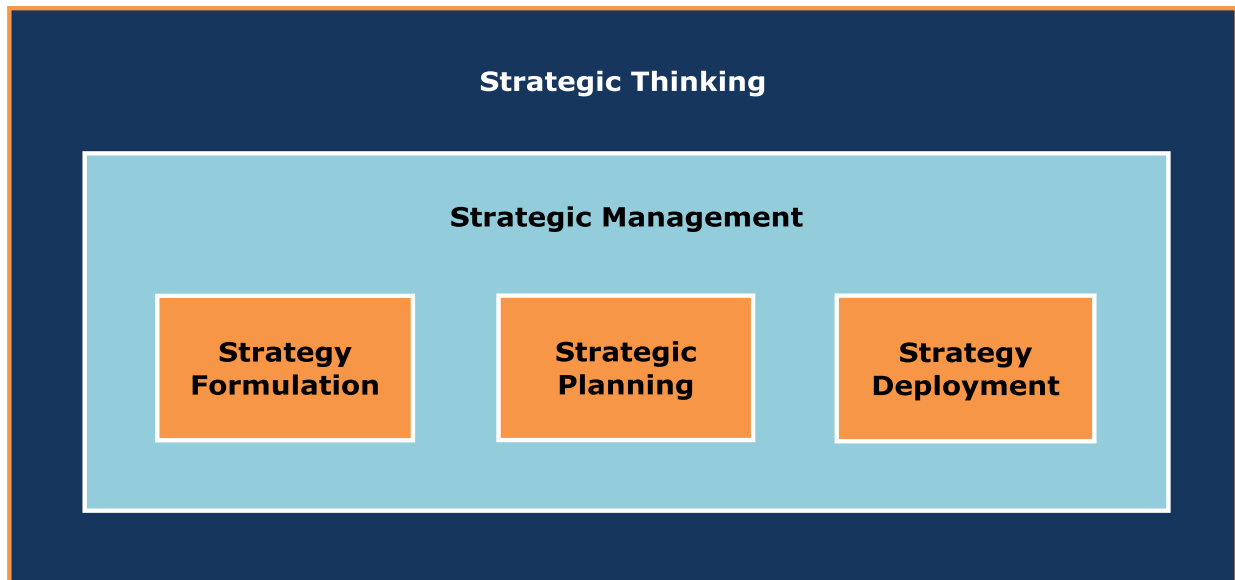 Strategic Thinking
Strategic Management
Strategy
Formulation
Strategic
Planning
Strategy
Deployment